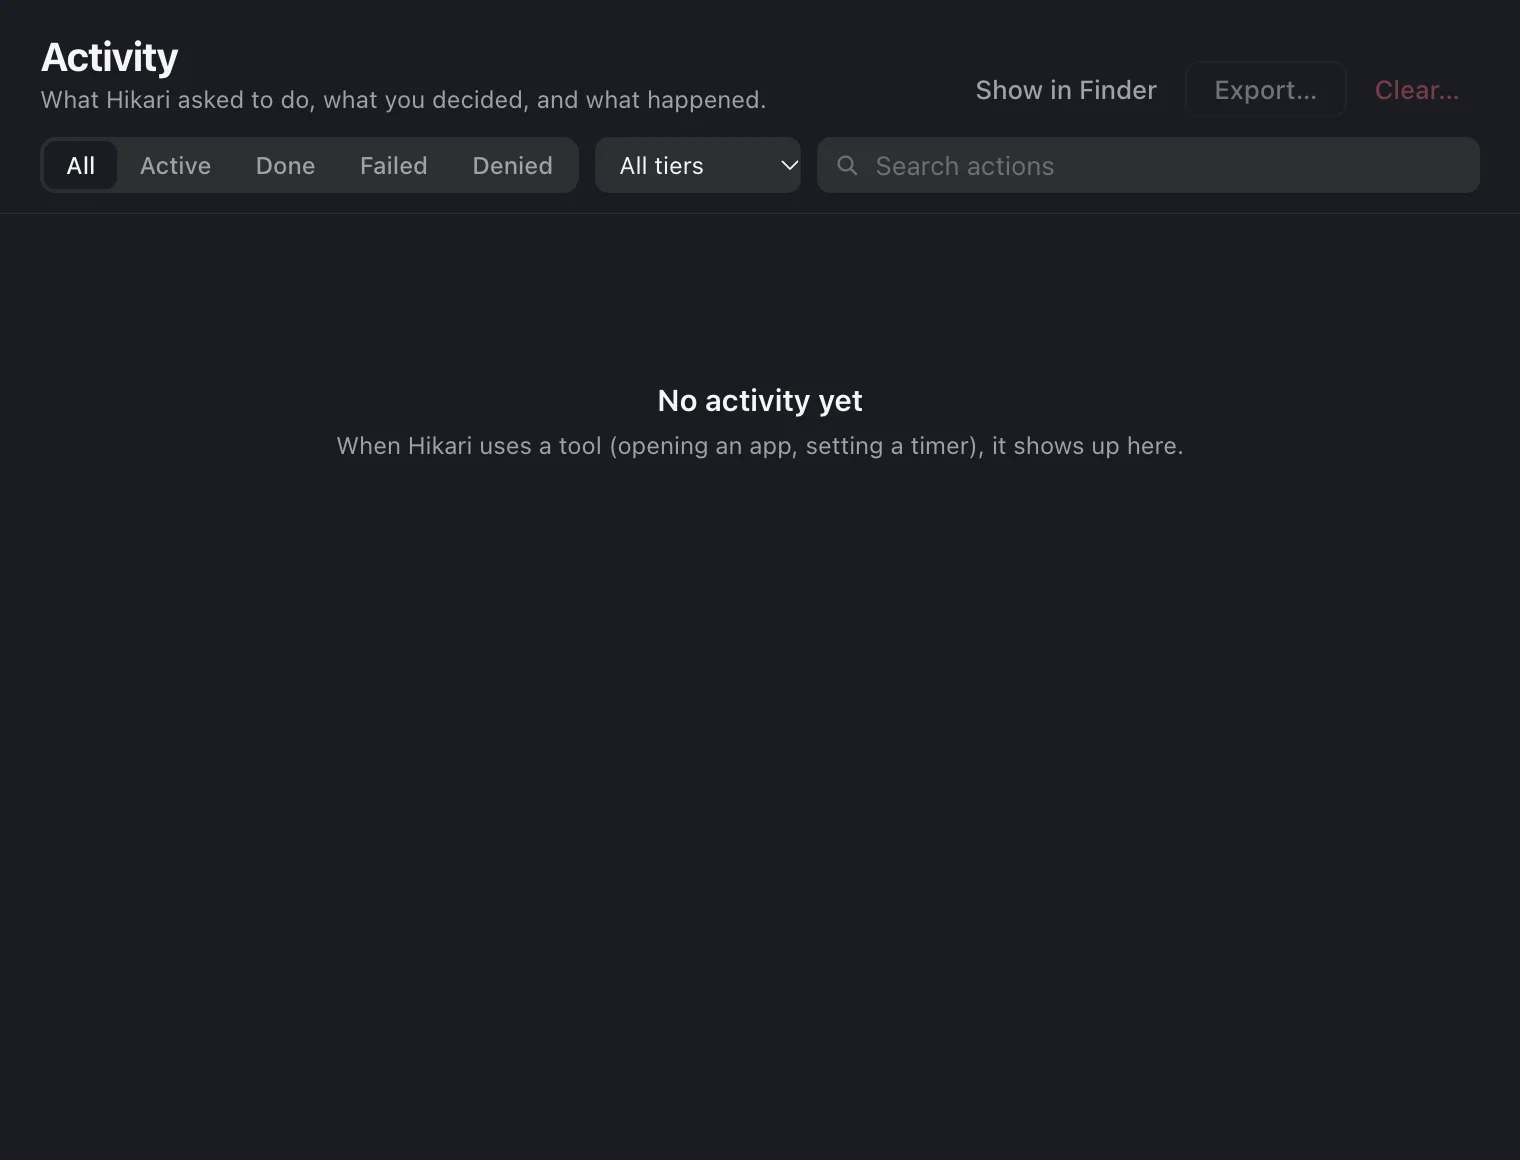 Activity
What Hikari asked to do, what you decided, and what happened.
Show in Finder
Export...
Clear...
All
Active
Done
Failed
Denied
All tiers
Search actions
No activity yet
When Hikari uses a tool (opening an app, setting a timer), it shows up here.